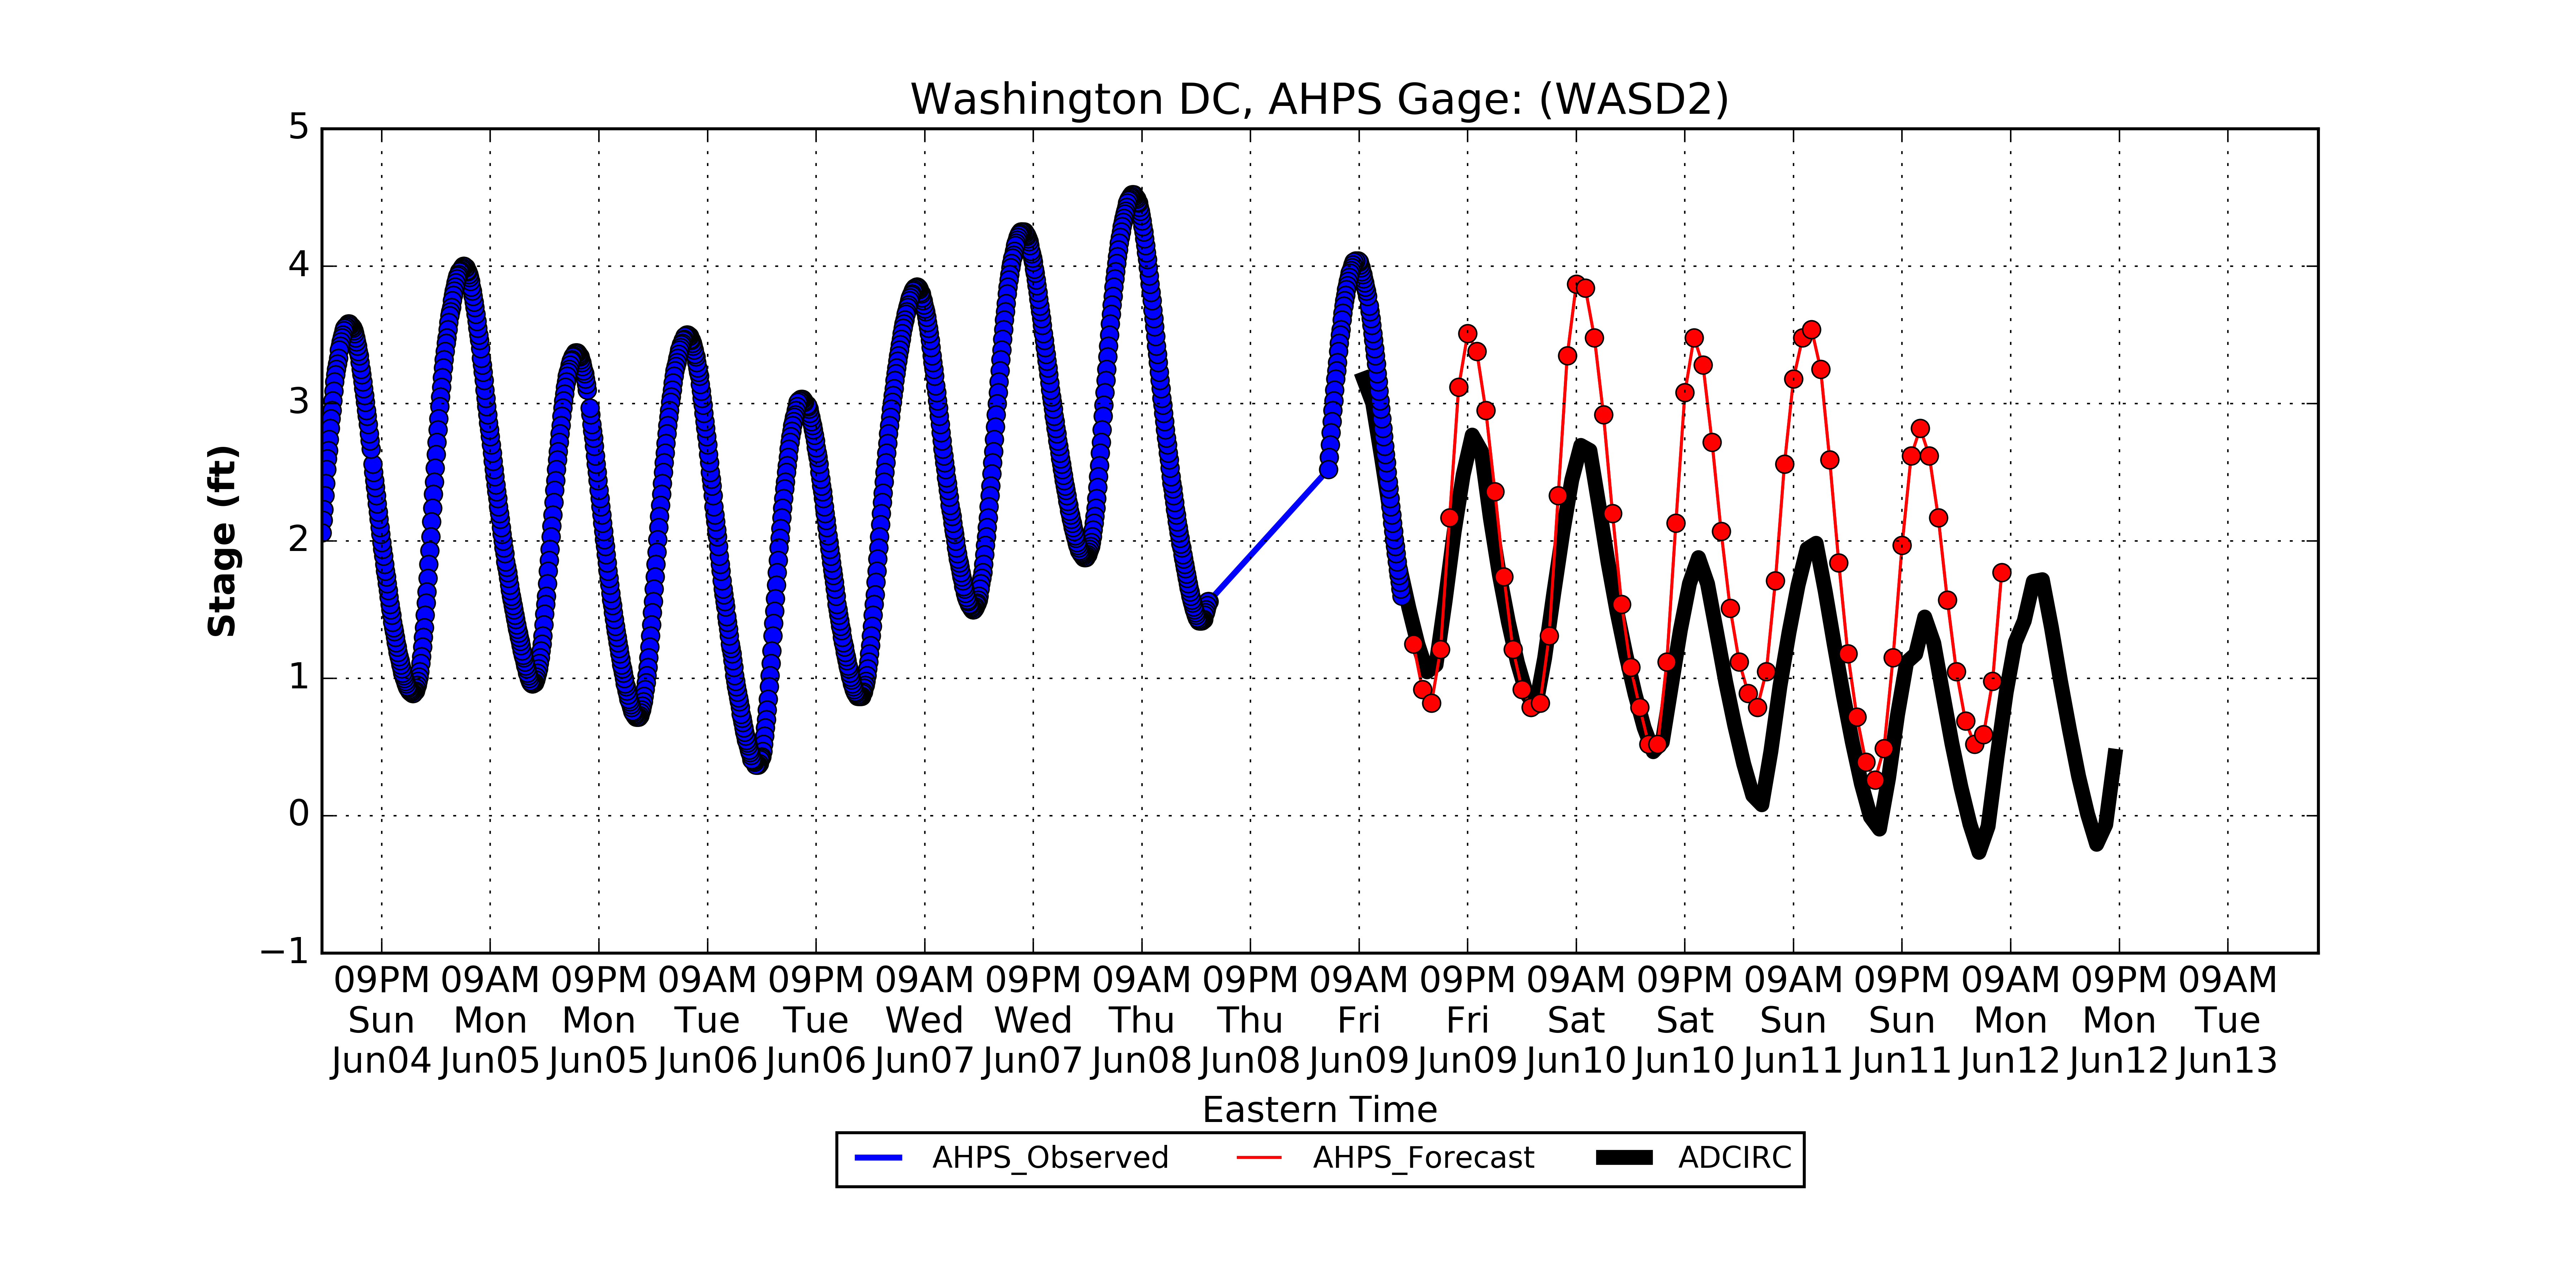 Washington DC, AHPS Gage: (WASD2)
5
4
3
2
1
0
−1
Stage (ft)
09PM 09AM 09PM 09AM 09PM 09AM 09PM 09AM 09PM 09AM 09PM 09AM 09PM 09AM 09PM 09AM 09PM 09AM
Sun Mon Mon Tue Tue Wed Wed Thu Thu Fri Fri Sat Sat Sun Sun Mon Mon Tue
Jun04 Jun05 Jun05 Jun06 Jun06 Jun07 Jun07 Jun08 Jun08 Jun09 Jun09 Jun10 Jun10 Jun11 Jun11 Jun12 Jun12 Jun13
Eastern Time
AHPS_Observed AHPS_Forecast ADCIRC